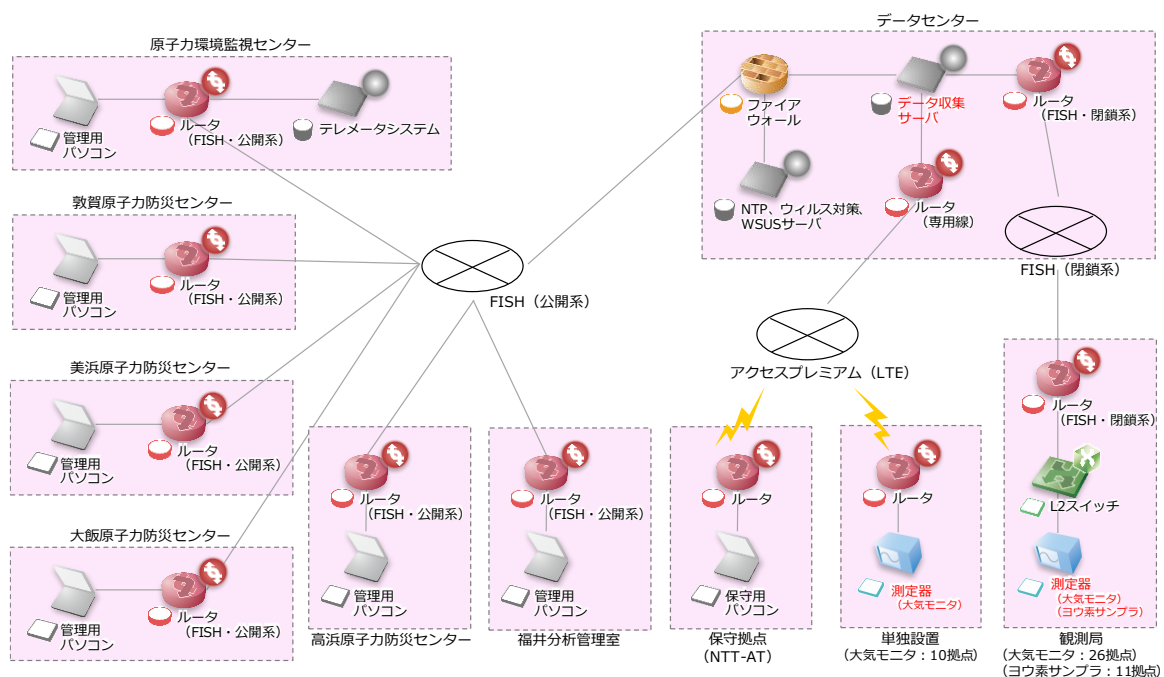 原子力環境監視センター
管理用
パソコン
ルータ
（FISH・公開系）
テレメータシステム
敦賀原子力防災センター
管理用
パソコン
ルータ
（FISH・公開系）
美浜原子力防災センター
管理用
パソコン
ルータ
（FISH・公開系）
大飯原子力防災センター
管理用
パソコン
ルータ
（FISH・公開系）
FISH（公開系）
データセンター
ファイア
ウォール
データ収集
サーバ
ルータ
（FISH・閉鎖系）
NTP、ウィルス対策、
WSUSサーバ
ルータ
（専用線）
FISH（閉鎖系）
アクセスプレミアム（LTE）
ルータ
（FISH・公開系）
管理用
パソコン
高浜原子力防災センター
ルータ
（FISH・公開系）
管理用
パソコン
福井分析管理室
ルータ
保守用
パソコン
保守拠点
（NTT-AT）
ルータ
測定器
（大気モニタ）
単独設置
（大気モニタ：10拠点）
ルータ
（FISH・閉鎖系）
L2スイッチ
測定器
（大気モニタ）
（ヨウ素サンプラ）
観測局
（大気モニタ：26拠点）
（ヨウ素サンプラ：11拠点）